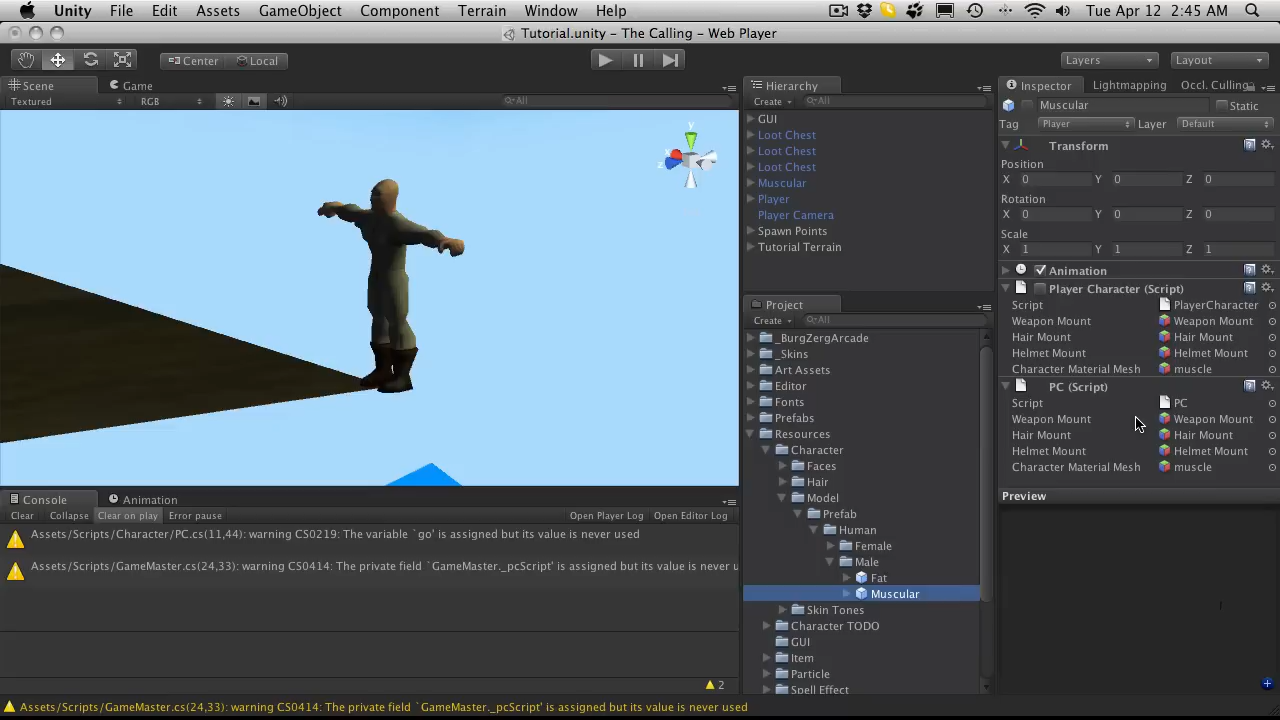 Unity File Edit Assets GameObject Component Terrain Window Help Tue Apr 12 2:45 AM
Tutorial.unity - The Calling - Web Player
Center Local Layers Layout
Scene Game
Textured RGB All
Hierarchy
Create All
GUI
Loot Chest
Loot Chest
Loot Chest
Muscular
Player
Player Camera
Spawn Points
Tutorial Terrain
Project
Create All
_BurgZergArcade
_Skins
Art Assets
Editor
Fonts
Prefabs
Resources
Character
Faces
Hair
Model
Prefab
Human
Female
Male
Fat
Muscular
Skin Tones
Character TODO
GUI
Item
Particle
Spell Effect
Inspector Lightmapping Occl. Culling
Muscular Static
Tag Player Layer Default
Transform
Position
X 0 Y 0 Z 0
Rotation
X 0 Y 0 Z 0
Scale
X 1 Y 1 Z 1
Animation
Player Character (Script)
Script PlayerCharacter
Weapon Mount Weapon Mount
Hair Mount Hair Mount
Helmet Mount Helmet Mount
Character Material Mesh muscle
PC (Script)
Script PC
Weapon Mount Weapon Mount
Hair Mount Hair Mount
Helmet Mount Helmet Mount
Character Material Mesh muscle
Preview
Console Animation
Clear Collapse Clear on play Error pause Open Player Log Open Editor Log
Assets/Scripts/Character/PC.cs(11,44): warning CS0219: The variable `go' is assigned but its value is never used
Assets/Scripts/GameMaster.cs(24,33): warning CS0414: The private field `GameMaster._pcScript' is assigned but its value is never u
2
Assets/Scripts/GameMaster.cs(24,33): warning CS0414: The private field `GameMaster._pcScript' is assigned but its value is never used